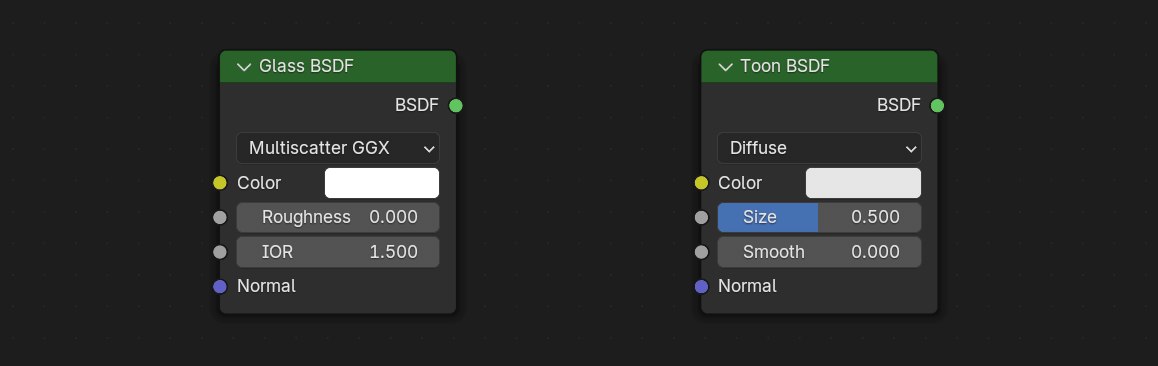 Glass BSDF
BSDF
Multiscatter GGX
Color
Roughness 0.000
IOR 1.500
Normal
Toon BSDF
BSDF
Diffuse
Color
Size 0.500
Smooth 0.000
Normal